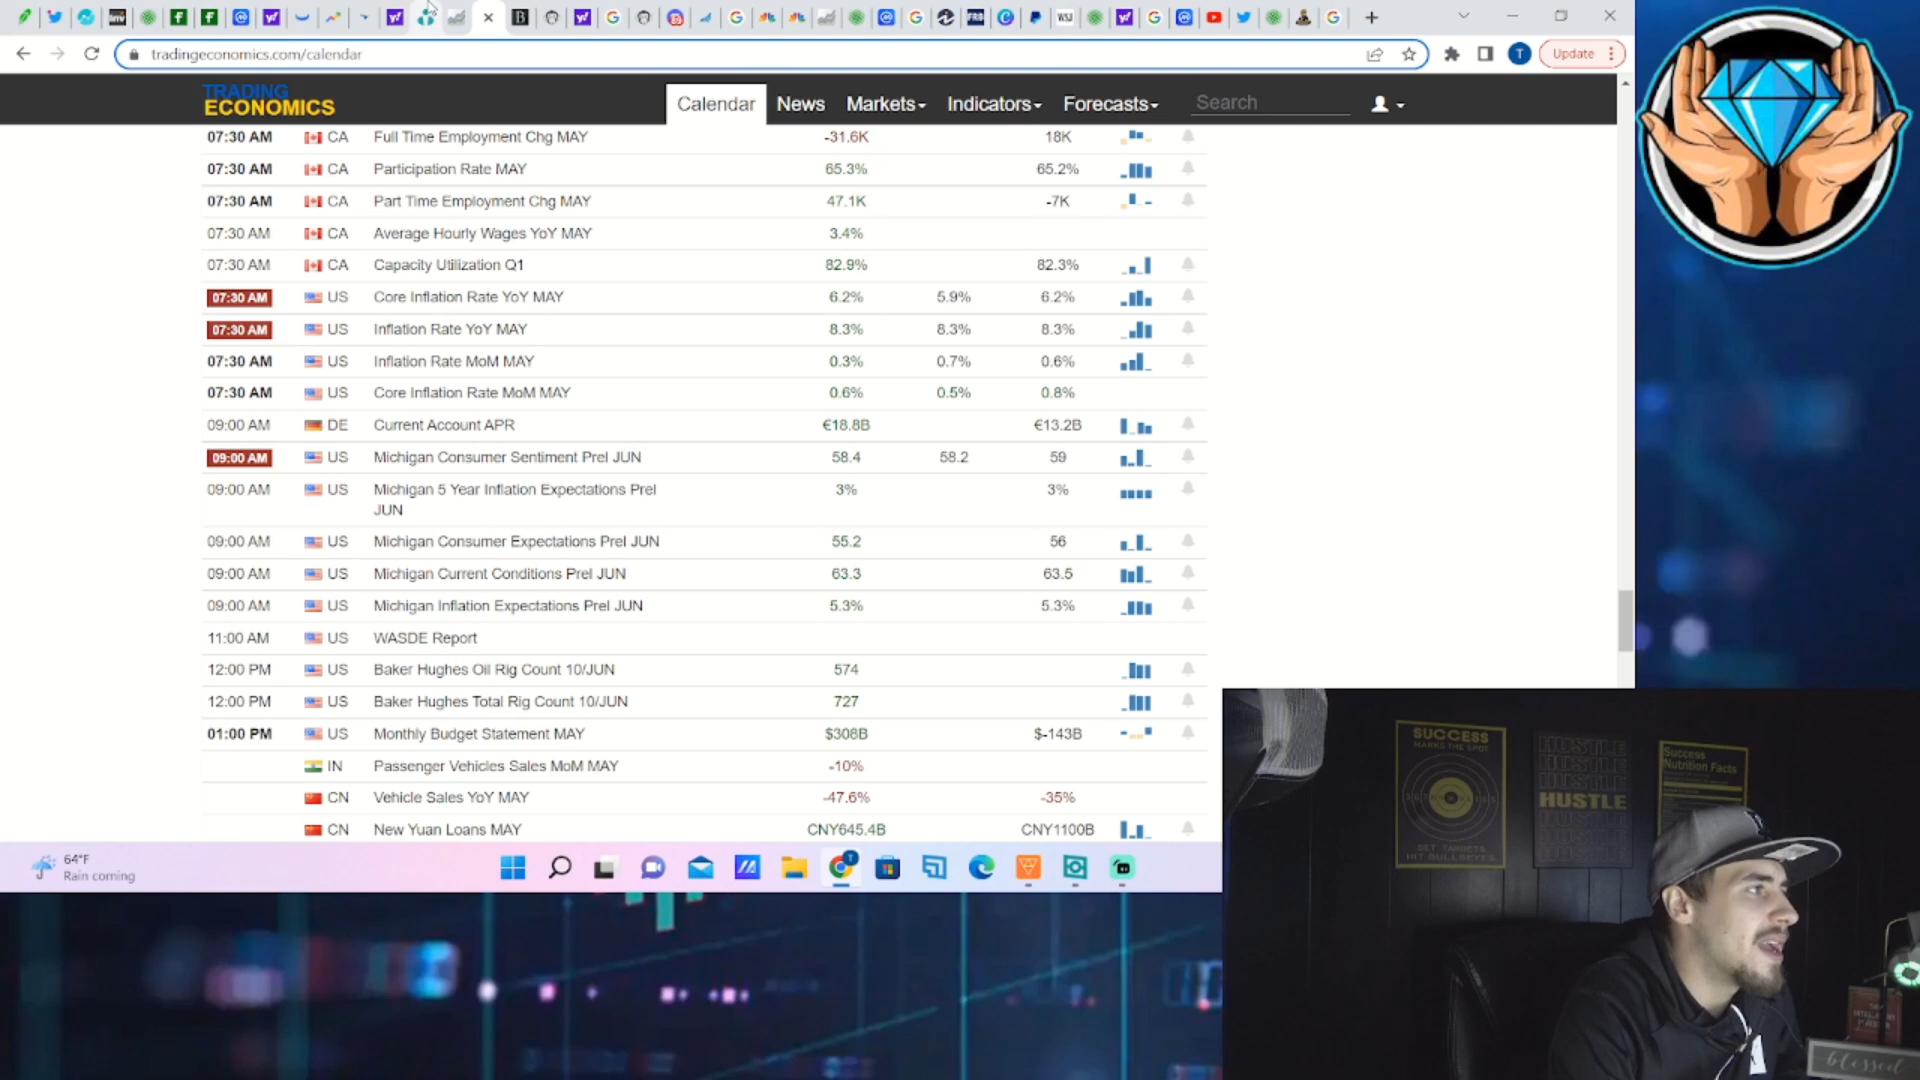 tradingeconomics.com/calendar
T
Update
TRADING
ECONOMICS
Calendar News Markets Indicators Forecasts Search
07:30 AM CA Full Time Employment Chg MAY -31.6K 18K
07:30 AM CA Participation Rate MAY 65.3% 65.2%
07:30 AM CA Part Time Employment Chg MAY 47.1K -7K
07:30 AM CA Average Hourly Wages YoY MAY 3.4%
07:30 AM CA Capacity Utilization Q1 82.9% 82.3%
07:30 AM US Core Inflation Rate YoY MAY 6.2% 5.9% 6.2%
07:30 AM US Inflation Rate YoY MAY 8.3% 8.3% 8.3%
07:30 AM US Inflation Rate MoM MAY 0.3% 0.7% 0.6%
07:30 AM US Core Inflation Rate MoM MAY 0.6% 0.5% 0.8%
09:00 AM DE Current Account APR €18.8B €13.2B
09:00 AM US Michigan Consumer Sentiment Prel JUN 58.4 58.2 59
09:00 AM US Michigan 5 Year Inflation Expectations Prel 3% 3%
JUN
09:00 AM US Michigan Consumer Expectations Prel JUN 55.2 56
09:00 AM US Michigan Current Conditions Prel JUN 63.3 63.5
09:00 AM US Michigan Inflation Expectations Prel JUN 5.3% 5.3%
11:00 AM US WASDE Report
12:00 PM US Baker Hughes Oil Rig Count 10/JUN 574
12:00 PM US Baker Hughes Total Rig Count 10/JUN 727
01:00 PM US Monthly Budget Statement MAY $308B $-143B
IN Passenger Vehicles Sales MoM MAY -10%
CN Vehicle Sales YoY MAY -47.6% -35%
CN New Yuan Loans MAY CNY645.4B CNY1100B
64°F
Rain coming
SUCCESS
MARKS THE SPOT
SET TARGETS
HIT BULLSEYES
HUSTLE
HUSTLE
HUSTLE
HUSTLE
Success
Nutrition Facts
blessed